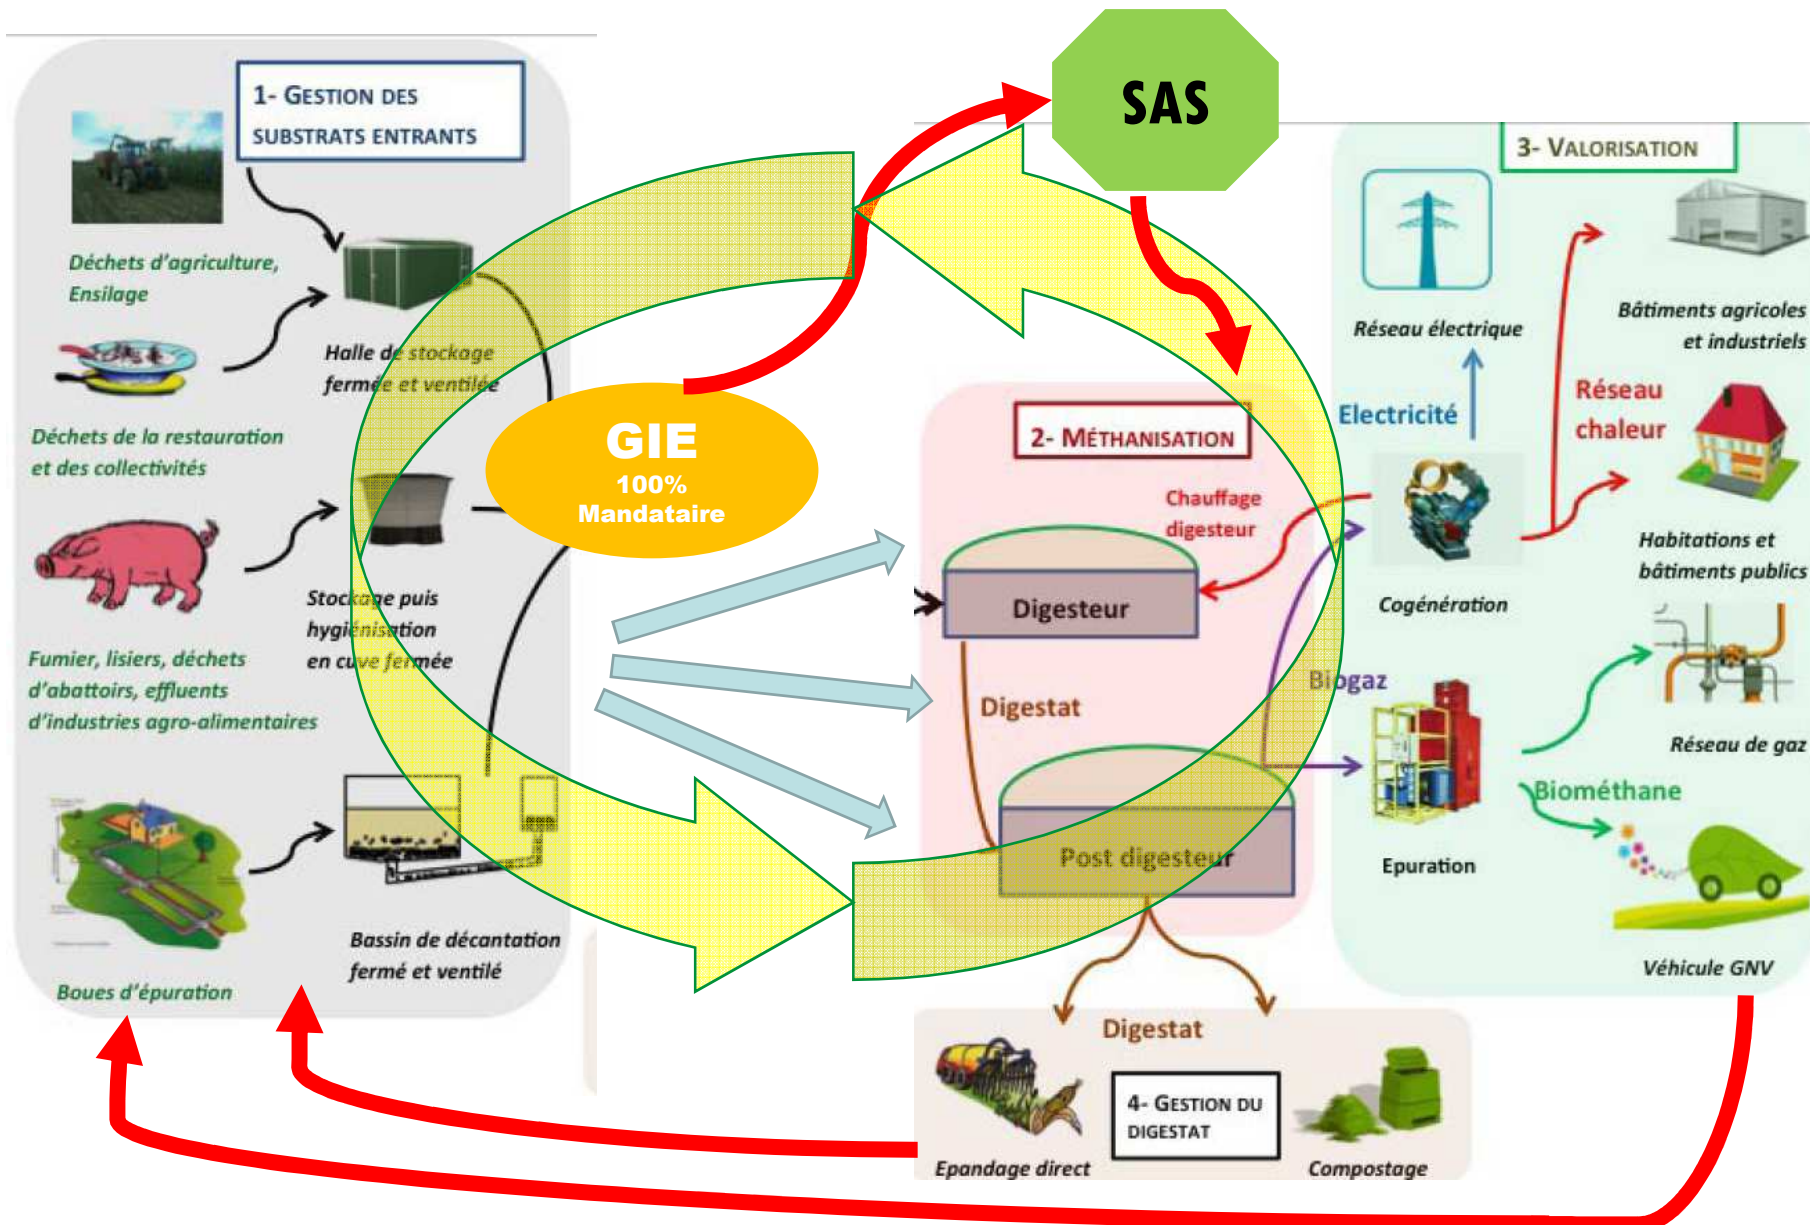 SAS
1- GESTION DES
SUBSTRATS ENTRANTS
Déchets d'agriculture,
Ensilage
Halle de stockage
fermée et ventilée
Déchets de la restauration
et des collectivités
Stockage puis
hygiénisation
en cuve fermée
Fumier, lisiers, déchets
d'abattoirs, effluents
d'industries agro-alimentaires
Bassin de décantation
fermé et ventilé
Boues d'épuration
GIE
100%
Mandataire
2- MÉTHANISATION
Chauffage
digesteur
Digesteur
Digestat
Post digesteur
3- VALORISATION
Réseau électrique
Bâtiments agricoles
et industriels
Electricité
Réseau
chaleur
Habitations et
bâtiments publics
Cogénération
Biogaz
Réseau de gaz
Biométhane
Epuration
Véhicule GNV
Digestat
4- GESTION DU
DIGESTAT
Epandage direct
Compostage